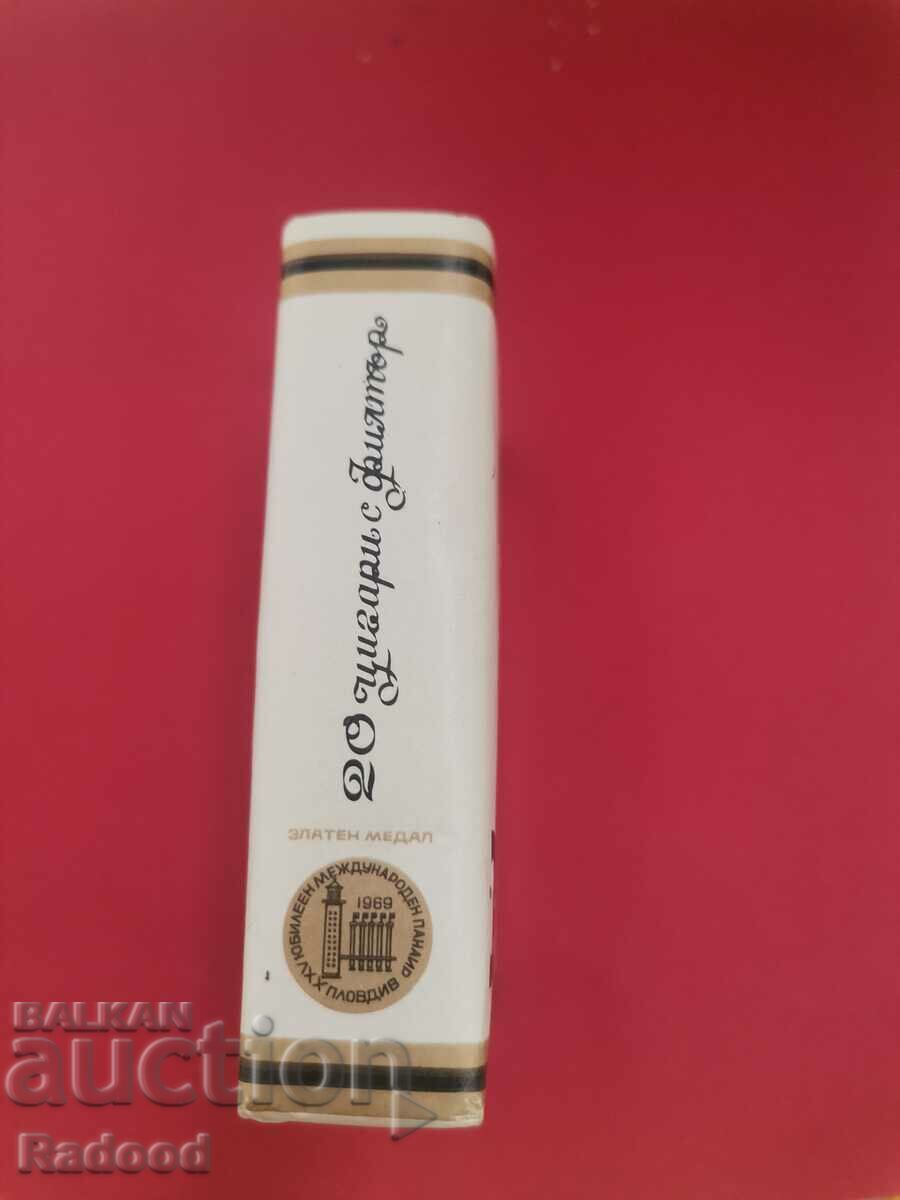 20 цигари с филтър
ЗЛАТЕН МЕДАЛ
XXV ЮБИЛЕЕН МЕЖДУНАРОДЕН ПАНАИР
ПЛОВДИВ
1969
BALKAN
auction
Radood